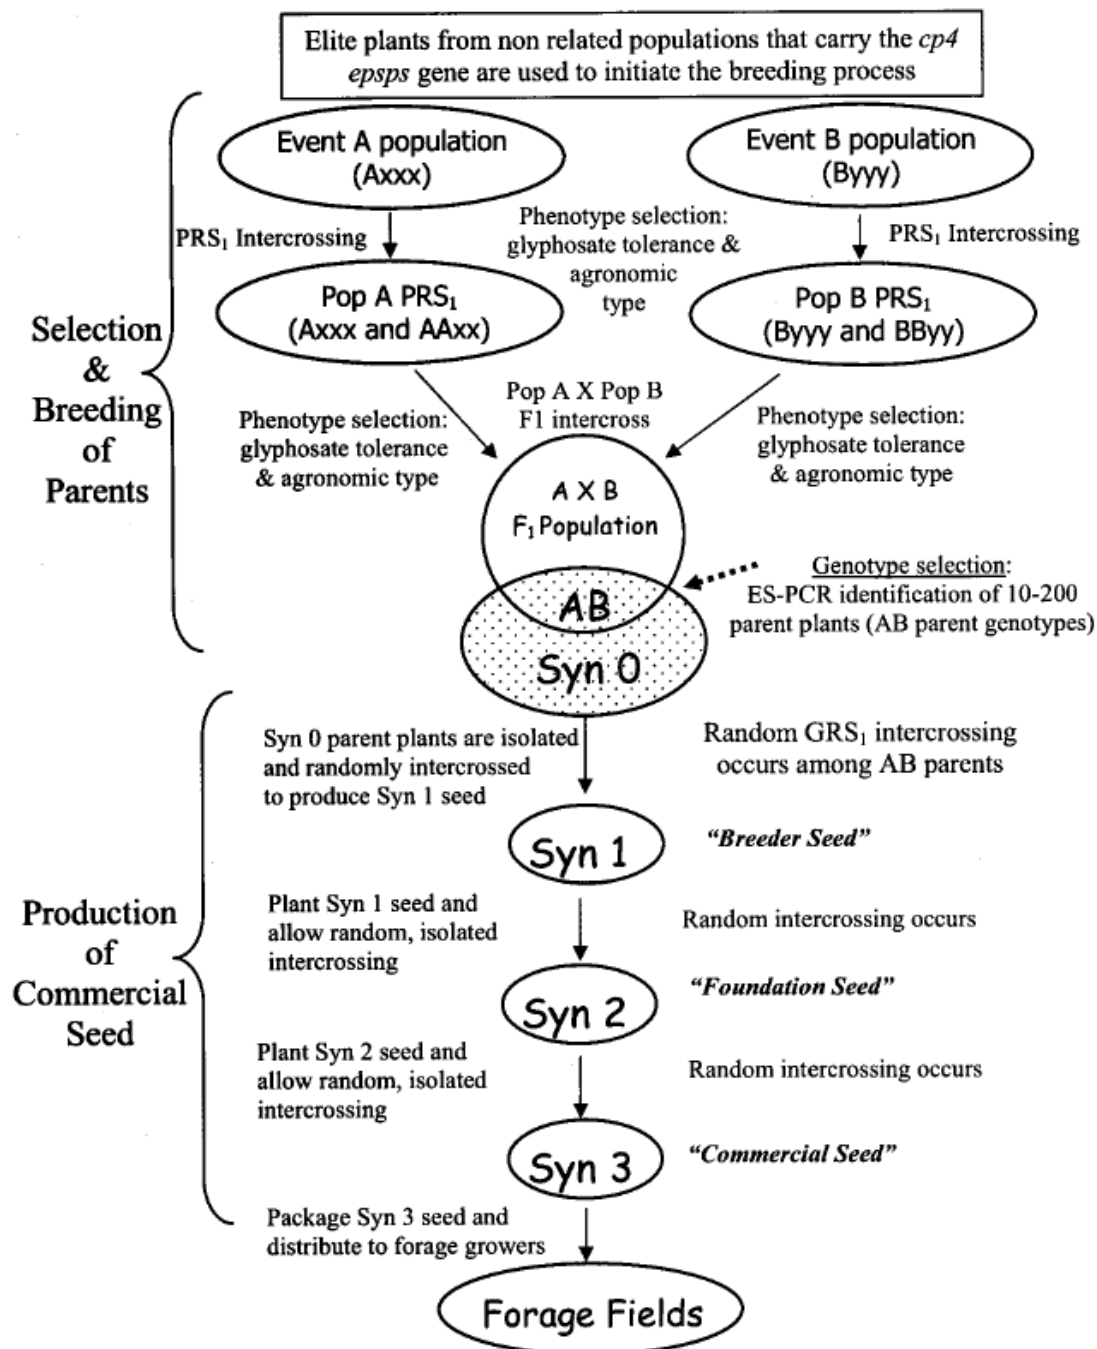 Elite plants from non related populations that carry the cp4
epsps gene are used to initiate the breeding process
Event A population
(Axxx)
Event B population
(Byyy)
PRS₁ Intercrossing
Phenotype selection:
glyphosate tolerance &
agronomic
type
PRS₁ Intercrossing
Pop A PRS₁
(Axxx and AAxx)
Pop B PRS₁
(Byyy and BByy)
Selection
&
Breeding
of
Parents
Pop A X Pop B
F1 intercross
Phenotype selection:
glyphosate tolerance
& agronomic type
Phenotype selection:
glyphosate tolerance
& agronomic type
A X B
F₁ Population
Genotype selection:
ES-PCR identification of 10-200
parent plants (AB parent genotypes)
AB
Syn 0
Syn 0 parent plants are isolated
and randomly intercrossed
to produce Syn 1 seed
Random GRS₁ intercrossing
occurs among AB parents
Syn 1
“Breeder Seed”
Production
of
Commercial
Seed
Plant Syn 1 seed and
allow random, isolated
intercrossing
Random intercrossing occurs
Syn 2
“Foundation Seed”
Plant Syn 2 seed and
allow random, isolated
intercrossing
Random intercrossing occurs
Syn 3
“Commercial Seed”
Package Syn 3 seed and
distribute to forage growers
Forage Fields